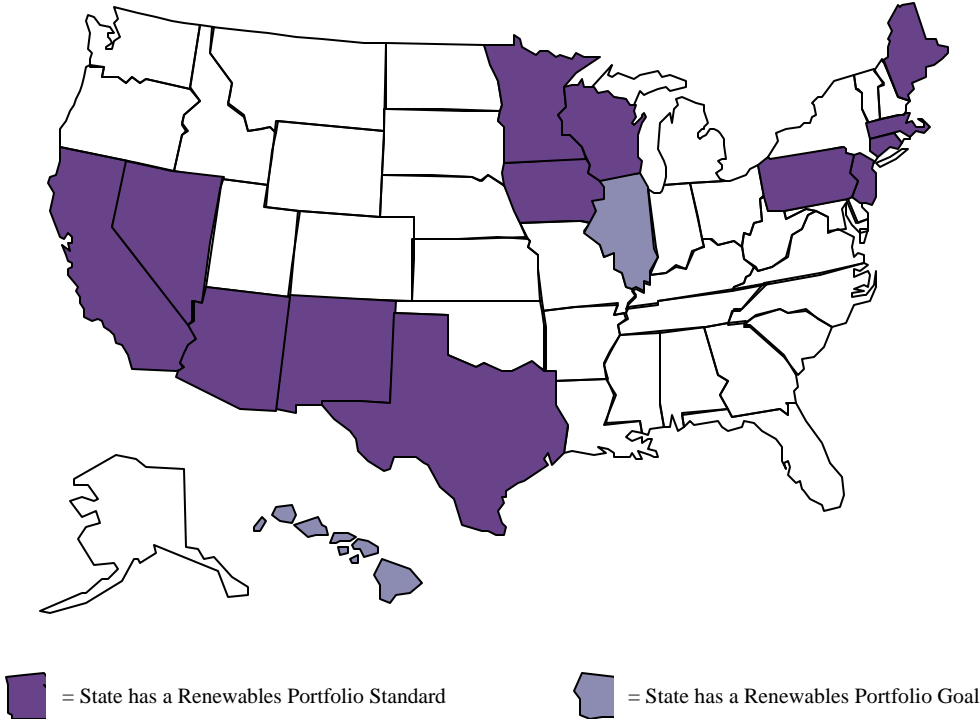 = State has a Renewables Portfolio Standard
= State has a Renewables Portfolio Goal